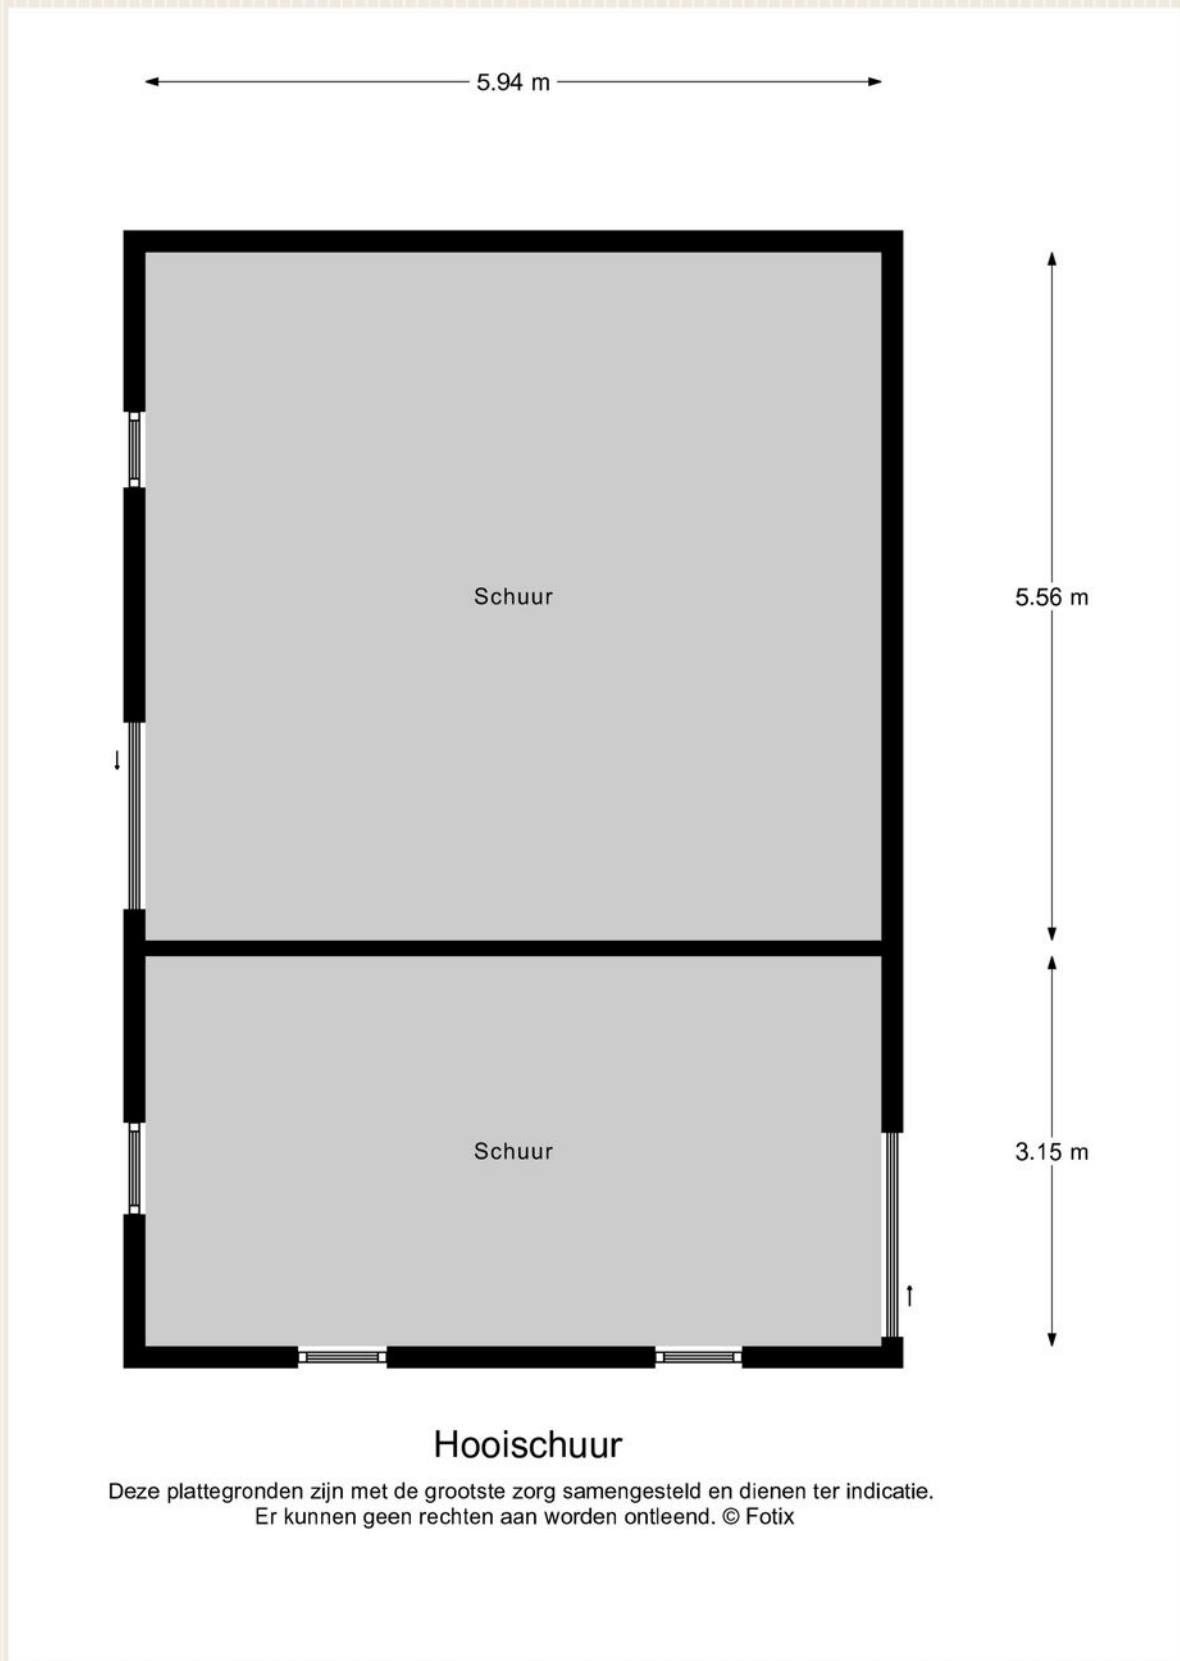 5.94 m
Schuur
5.56 m
Schuur
3.15 m
Hooischuur
Deze plattegronden zijn met de grootste zorg samengesteld en dienen ter indicatie.
Er kunnen geen rechten aan worden ontleend. © Fotix